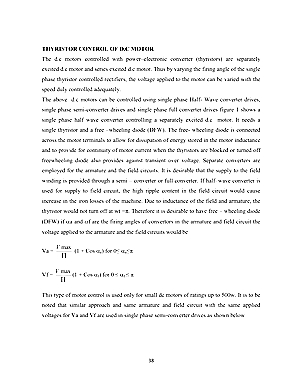 THYRISTOR CONTROL OF D.C MOTOR
The d.c motors controlled with power-electronic converter (thyristors) are separately
excited d.c motor and series excited d.c motor. Thus by varying the firing angle of the single
phase thyristor controlled rectifiers, the voltage applied to the motor can be varied with the
speed duly controlled adequately.
The above d.c motors can be controlled using single phase Half- Wave converter drives,
single phase semi-converter drives and single phase full converter drives figure 1 shows a
single phase half wave converter controlling a separately excited d.c motor. It needs a
single thyristor and a free –wheeling diode (DFW). The free- wheeling diode is connected
across the motor terminals to allow for dissipation of energy stored in the motor inductance
and to provide for continuity of motor current when the thyristors are blocked or turned off
freewheeling diode also provides against transient over voltage. Separate converters are
employed for the armature and the field circuits. It is desirable that the supply to the field
winding is provided through a semi – converter or full converter. If half- wave converter is
used for supply to field circuit, the high ripple content in the field circuit would cause
increase in the iron losses of the machine. Due to inductance of the field and armature, the
thyristor would not turn off at wt =π. Therefore it is desirable to have free – wheeling diode
(DFW) if αa and αf are the firing angles of convertors in the armature and field circuit the
voltage applied to the armature and the field circuits would be
Va = V max / ∏ (1 + Cos αa) for 0≤ αa≤π
Vf = V max / ∏ (1 + Cos αf) for 0 ≤ αf ≤ π
This type of motor control is used only for small dc motors of ratings up to 500w. It is to be
noted that similar approach and same armature and field circuit with the same applied
voltages for Va and Vf are used in single phase semi-converter drives as shown below
38